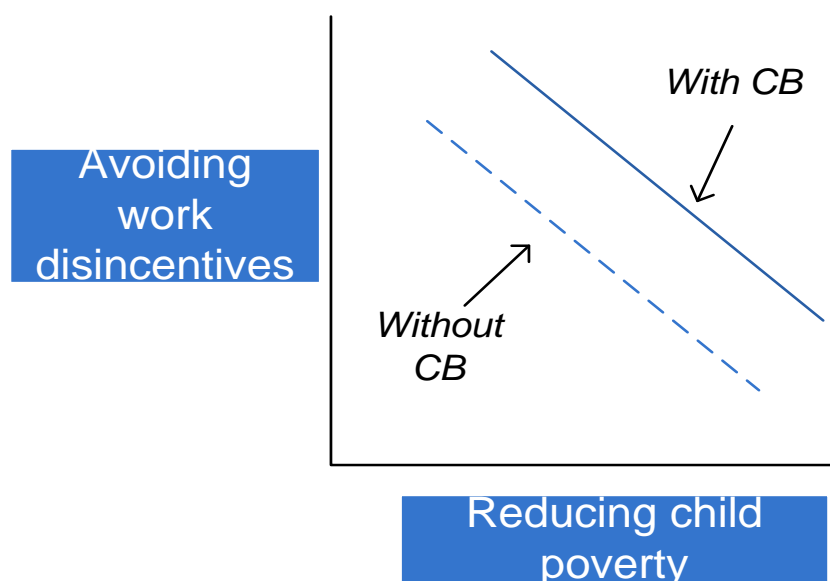 With CB
Avoiding
work
disincentives
Without
CB
Reducing child
poverty